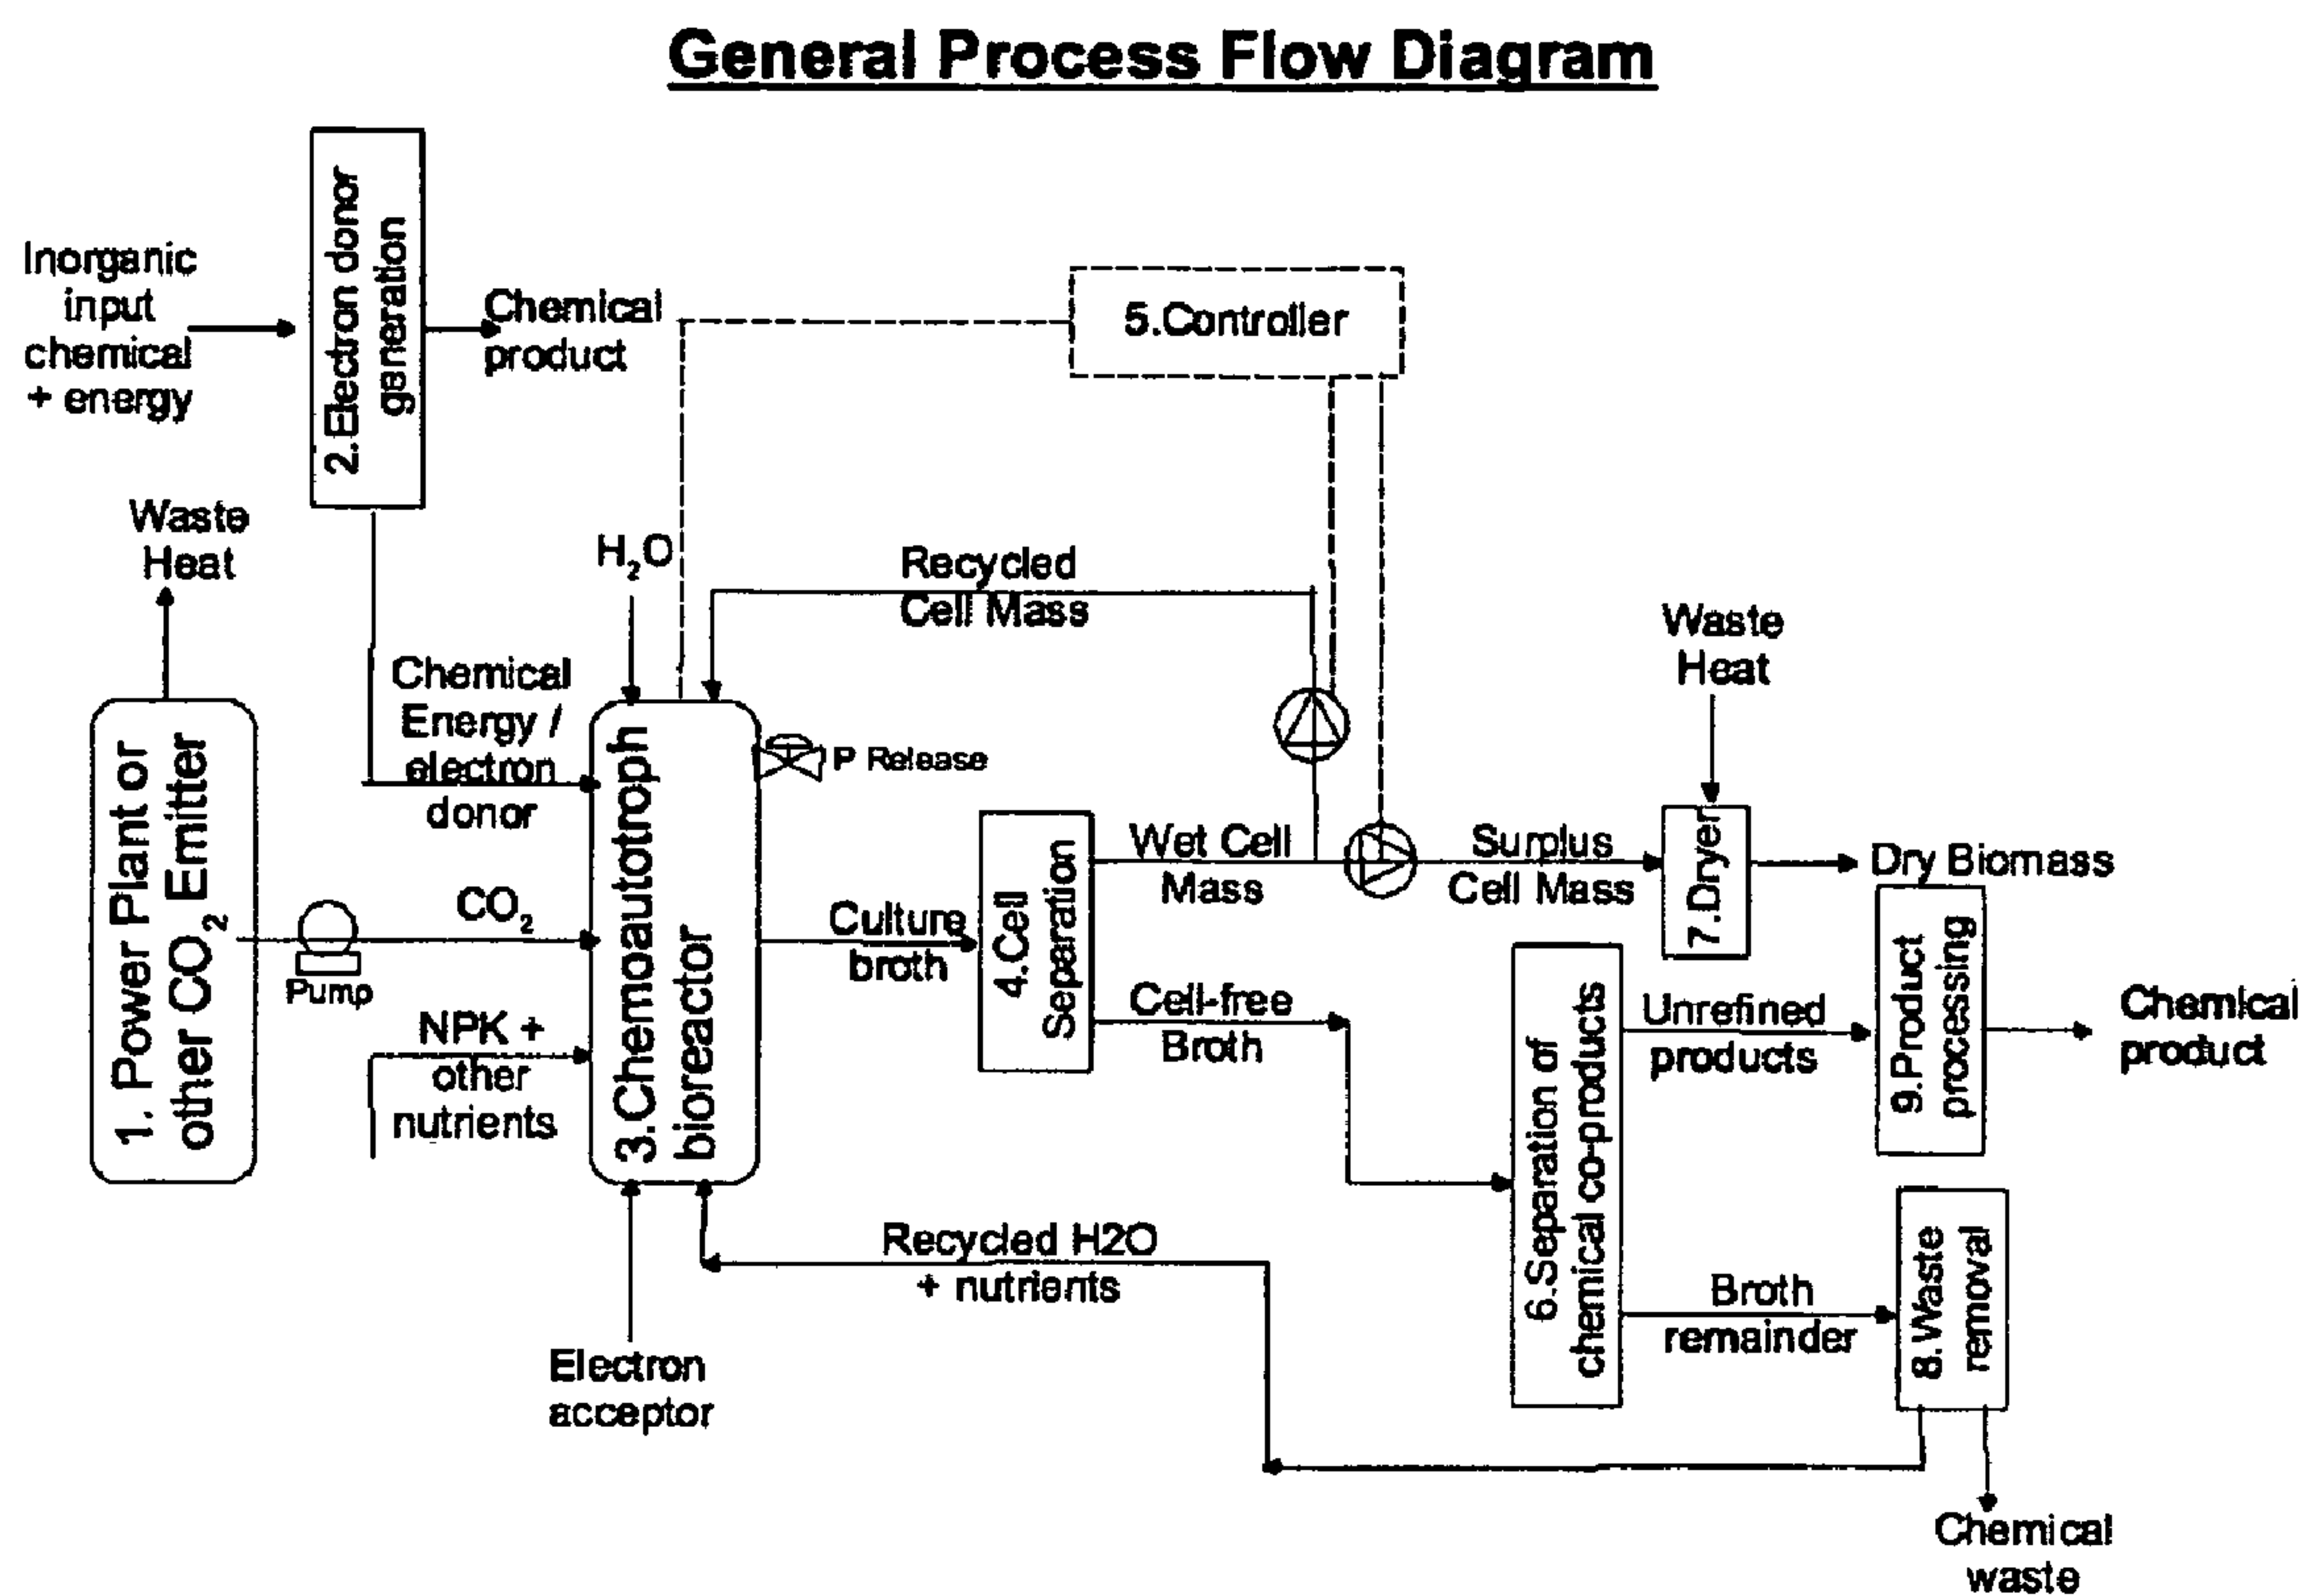 General Process Flow Diagram
Inorganic
input
chemical
+ energy
2.Electron donor
generation
Chemical
product
5.Controller
Waste
Heat
H₂O
Recycled
Cell Mass
Waste
Heat
Chemical
Energy /
electron
donor
1. Power Plant or
other CO₂ Emitter
3.Chemoautotroph
bioreactor
P Release
CO₂
Pump
NPK +
other
nutrients
Culture
broth
4.Cell
Separation
Wet Cell
Mass
Surplus
Cell Mass
7.Dryer
Dry Biomass
Cell-free
Broth
6.Separation of
chemical co-products
Unrefined
products
9.Product
processing
Chemical
product
Recycled H2O
+ nutrients
Broth
remainder
8.Waste
removal
Electron
acceptor
Chemical
waste